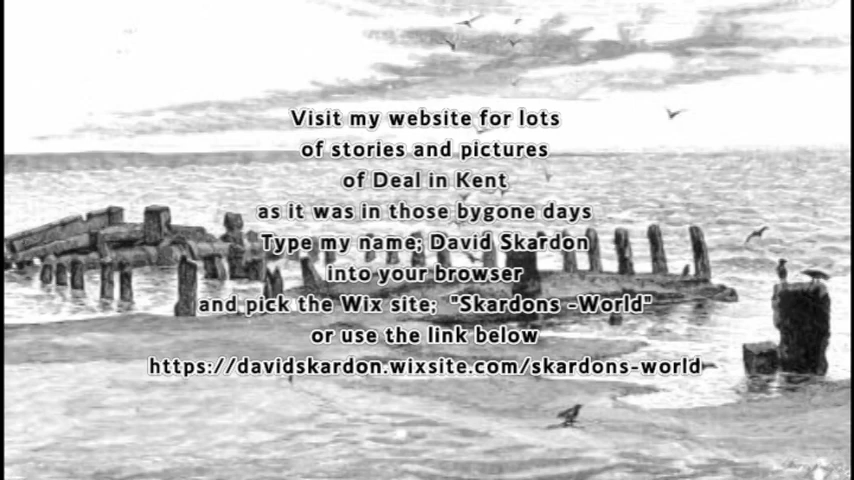 Visit my website for lots
of stories and pictures
of Deal in Kent
as it was in those bygone days
Type my name; David Skardon
into your browser
and pick the Wix site; "Skardons -World"
or use the link below
https://davidskardon.wixsite.com/skardons-world